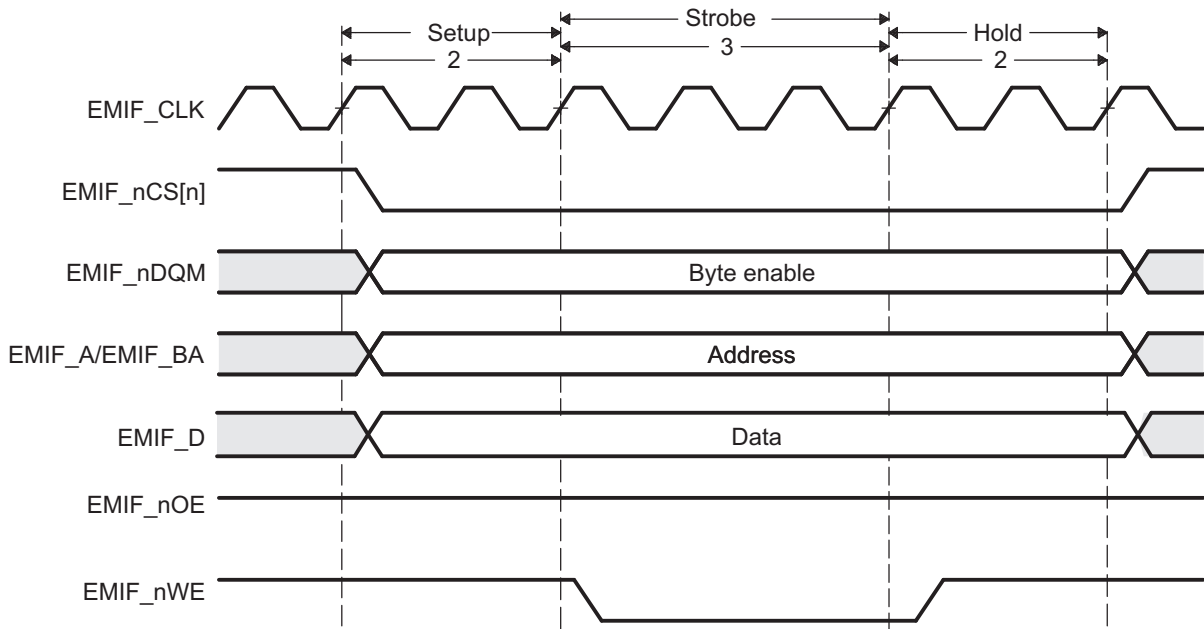 Setup
Strobe
Hold
2
3
2
EMIF_CLK
EMIF_nCS[n]
EMIF_nDQM
Byte enable
EMIF_A/EMIF_BA
Address
EMIF_D
Data
EMIF_nOE
EMIF_nWE